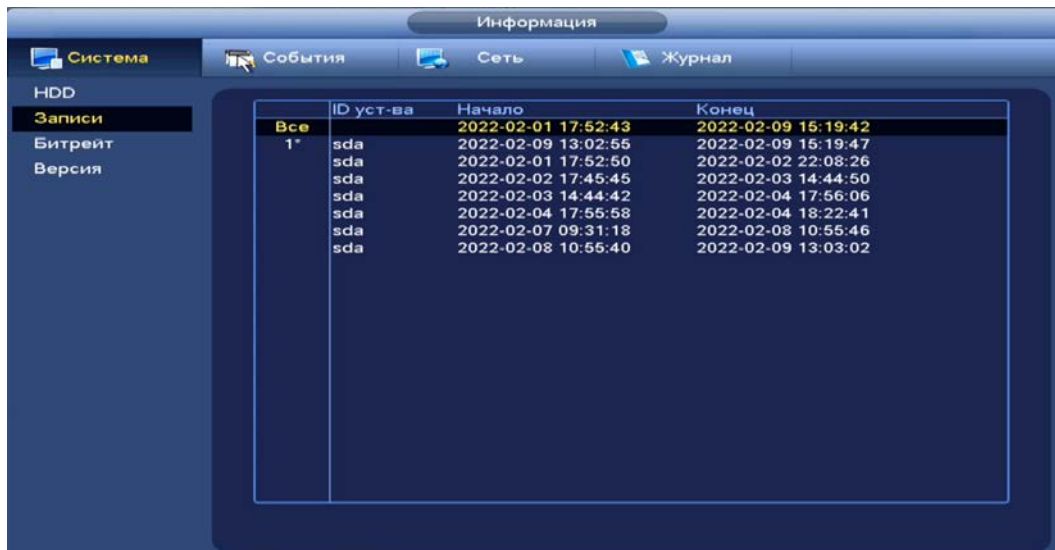 Информация
Система События Сеть Журнал
HDD
Записи
Битрейт
Версия
ID уст-ва Начало Конец
Все 2022-02-01 17:52:43 2022-02-09 15:19:42
1* sda 2022-02-09 13:02:55 2022-02-09 15:19:47
sda 2022-02-01 17:52:50 2022-02-02 22:08:26
sda 2022-02-02 17:45:45 2022-02-03 14:44:50
sda 2022-02-03 14:44:42 2022-02-04 17:56:06
sda 2022-02-04 17:55:58 2022-02-04 18:22:41
sda 2022-02-07 09:31:18 2022-02-08 10:55:46
sda 2022-02-08 10:55:40 2022-02-09 13:03:02